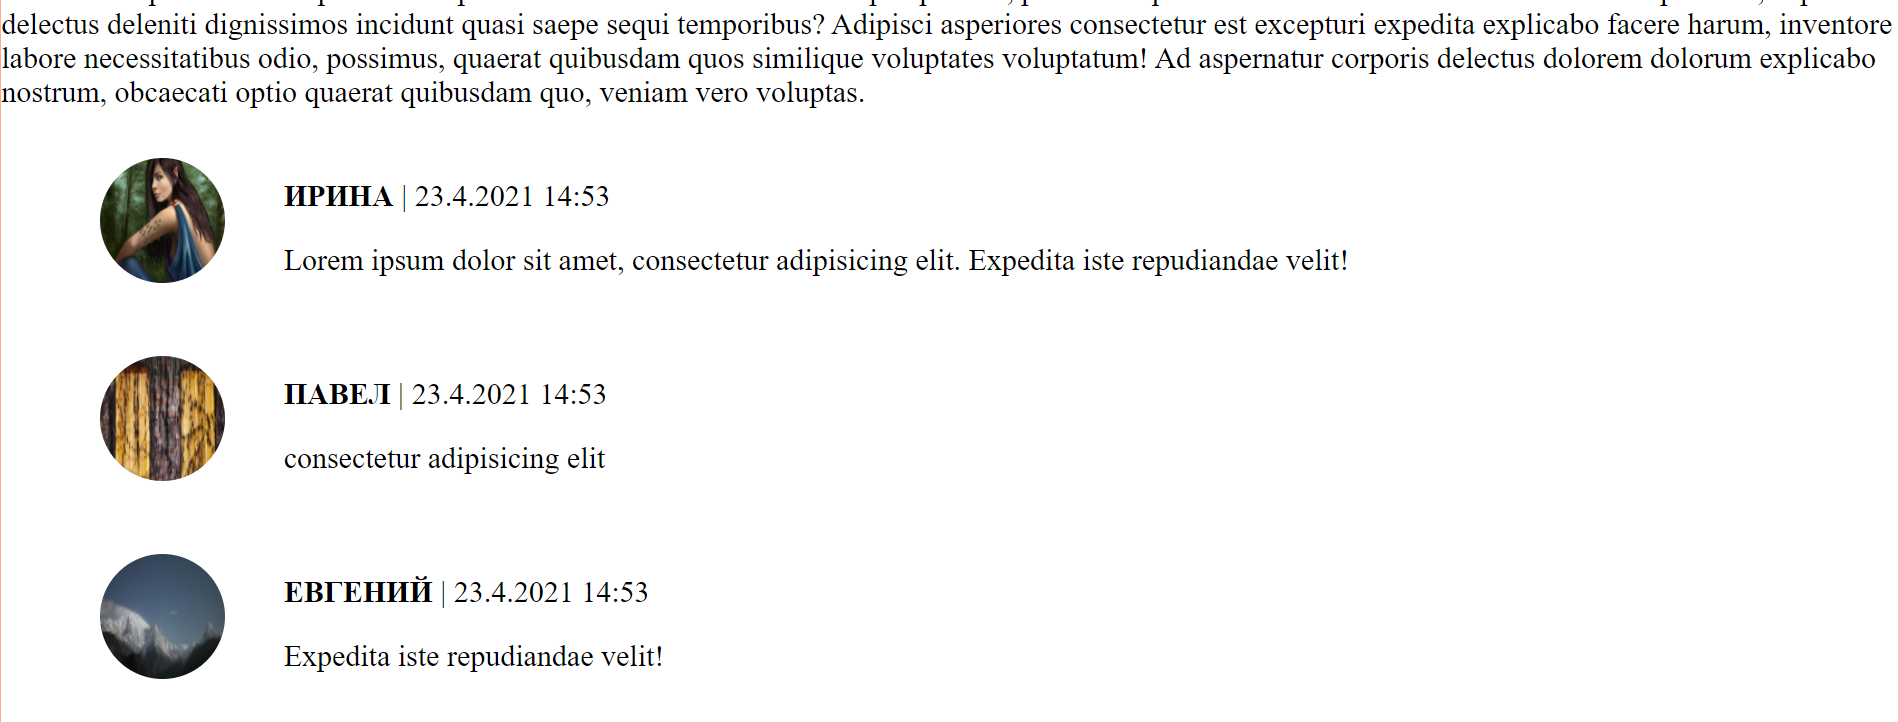 delectus deleniti dignissimos incidunt quasi saepe sequi temporibus? Adipisci asperiores consectetur est excepturi expedita explicabo facere harum, inventore
labore necessitatibus odio, possimus, quaerat quibusdam quos similique voluptates voluptatum! Ad aspernatur corporis delectus dolorem dolorum explicabo
nostrum, obcaecati optio quaerat quibusdam quo, veniam vero voluptas.
ИРИНА | 23.4.2021 14:53
Lorem ipsum dolor sit amet, consectetur adipisicing elit. Expedita iste repudiandae velit!
ПАВЕЛ | 23.4.2021 14:53
consectetur adipisicing elit
ЕВГЕНИЙ | 23.4.2021 14:53
Expedita iste repudiandae velit!